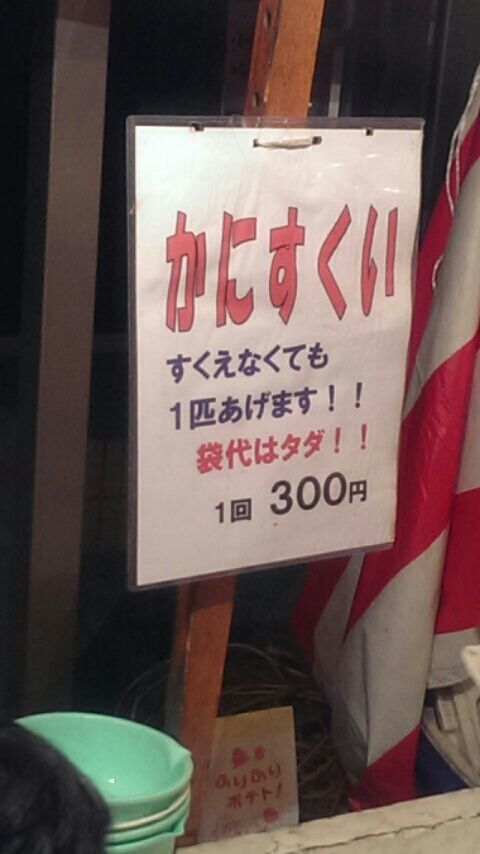 かにすくい
すくえなくても
1匹あげます！！
袋代はタダ！！
1回 300円
ふりふり
ポテト！